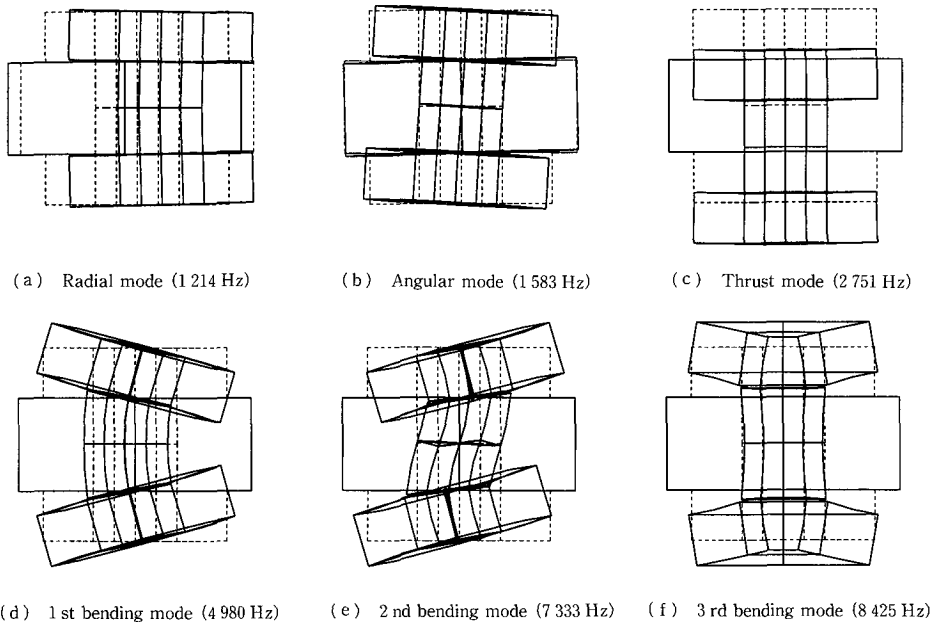 (a) Radial mode (1 214 Hz)
(b) Angular mode (1 583 Hz)
(c) Thrust mode (2 751 Hz)
(d) 1 st bending mode (4 980 Hz)
(e) 2 nd bending mode (7 333 Hz)
(f) 3 rd bending mode (8 425 Hz)